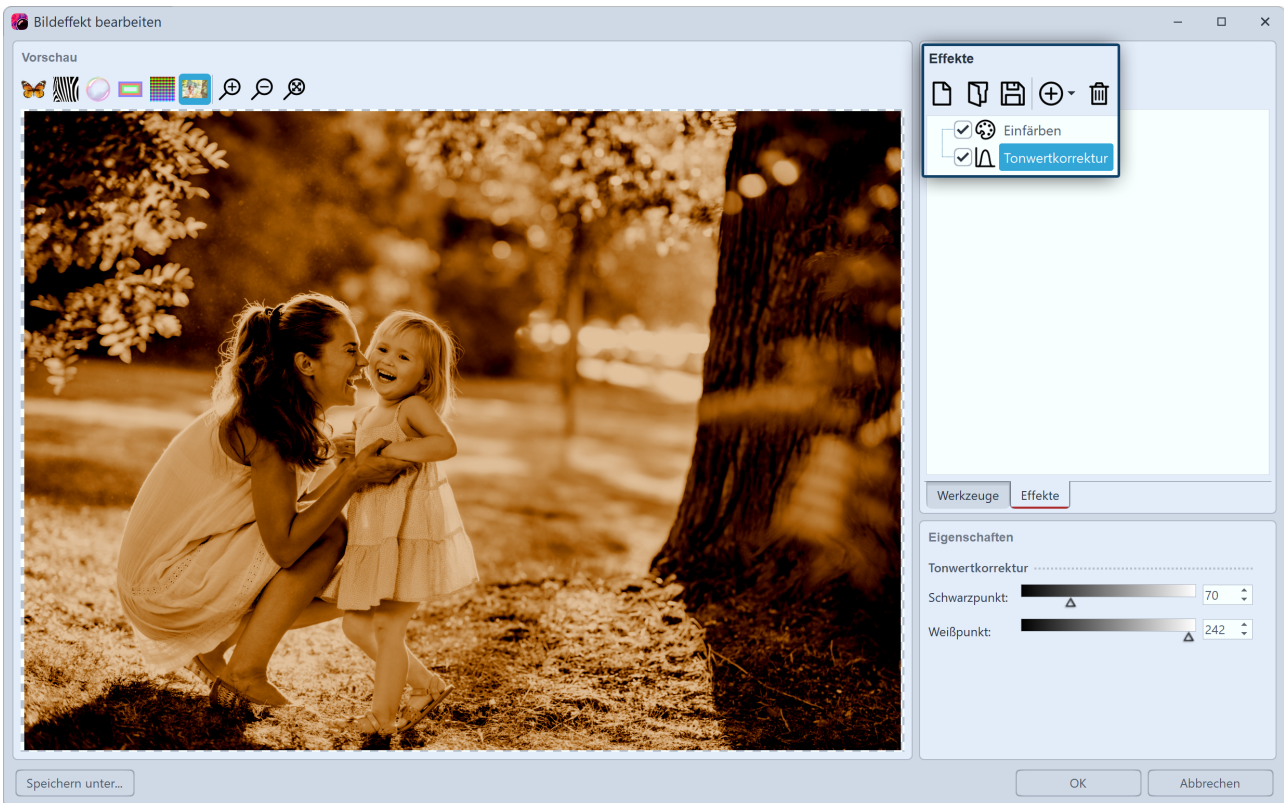 Bildeffekt bearbeiten
Vorschau
Effekte
Einfärben
Tonwertkorrektur
Werkzeuge
Effekte
Eigenschaften
Tonwertkorrektur
Schwarzpunkt: 70
Weißpunkt: 242
Speichern unter...
OK
Abbrechen